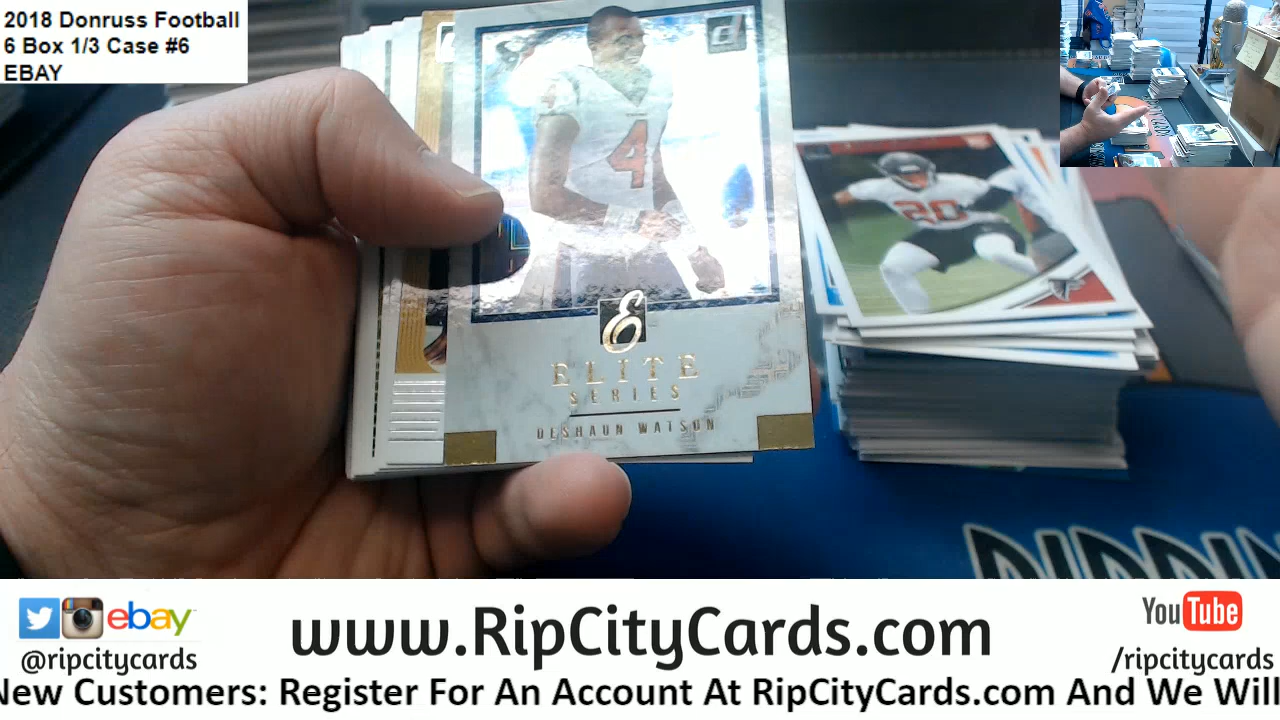 2018 Donruss Football
6 Box 1/3 Case #6
EBAY
4
E
ELITE
SERIES
DESHAUN WATSON
20
RIPPIN
ebay
@ripcitycards
www.RipCityCards.com
YouTube
/ripcitycards
New Customers: Register For An Account At RipCityCards.com And We Will